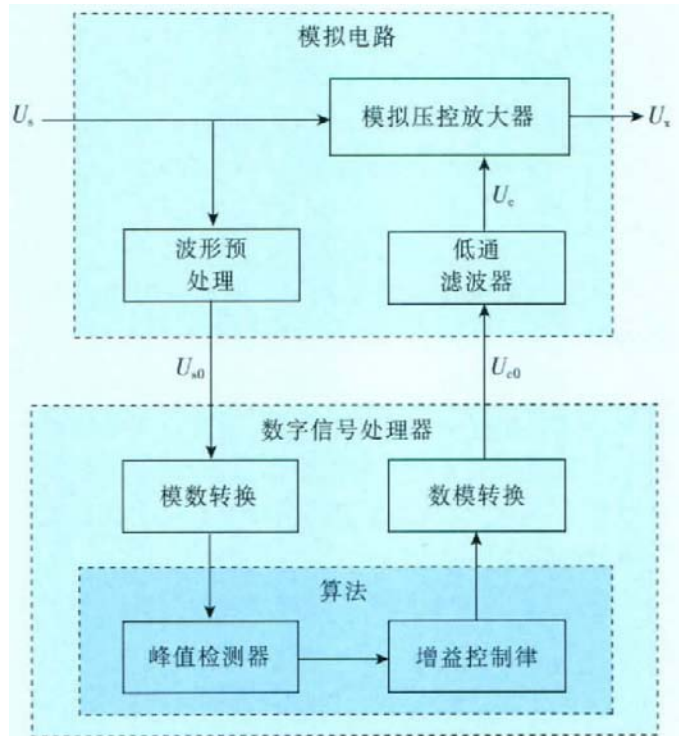 模拟电路
Us
模拟压控放大器
Ux
Uc
波形预
处理
低通
滤波器
Us0
Uc0
数字信号处理器
模数转换
数模转换
算法
峰值检测器
增益控制律